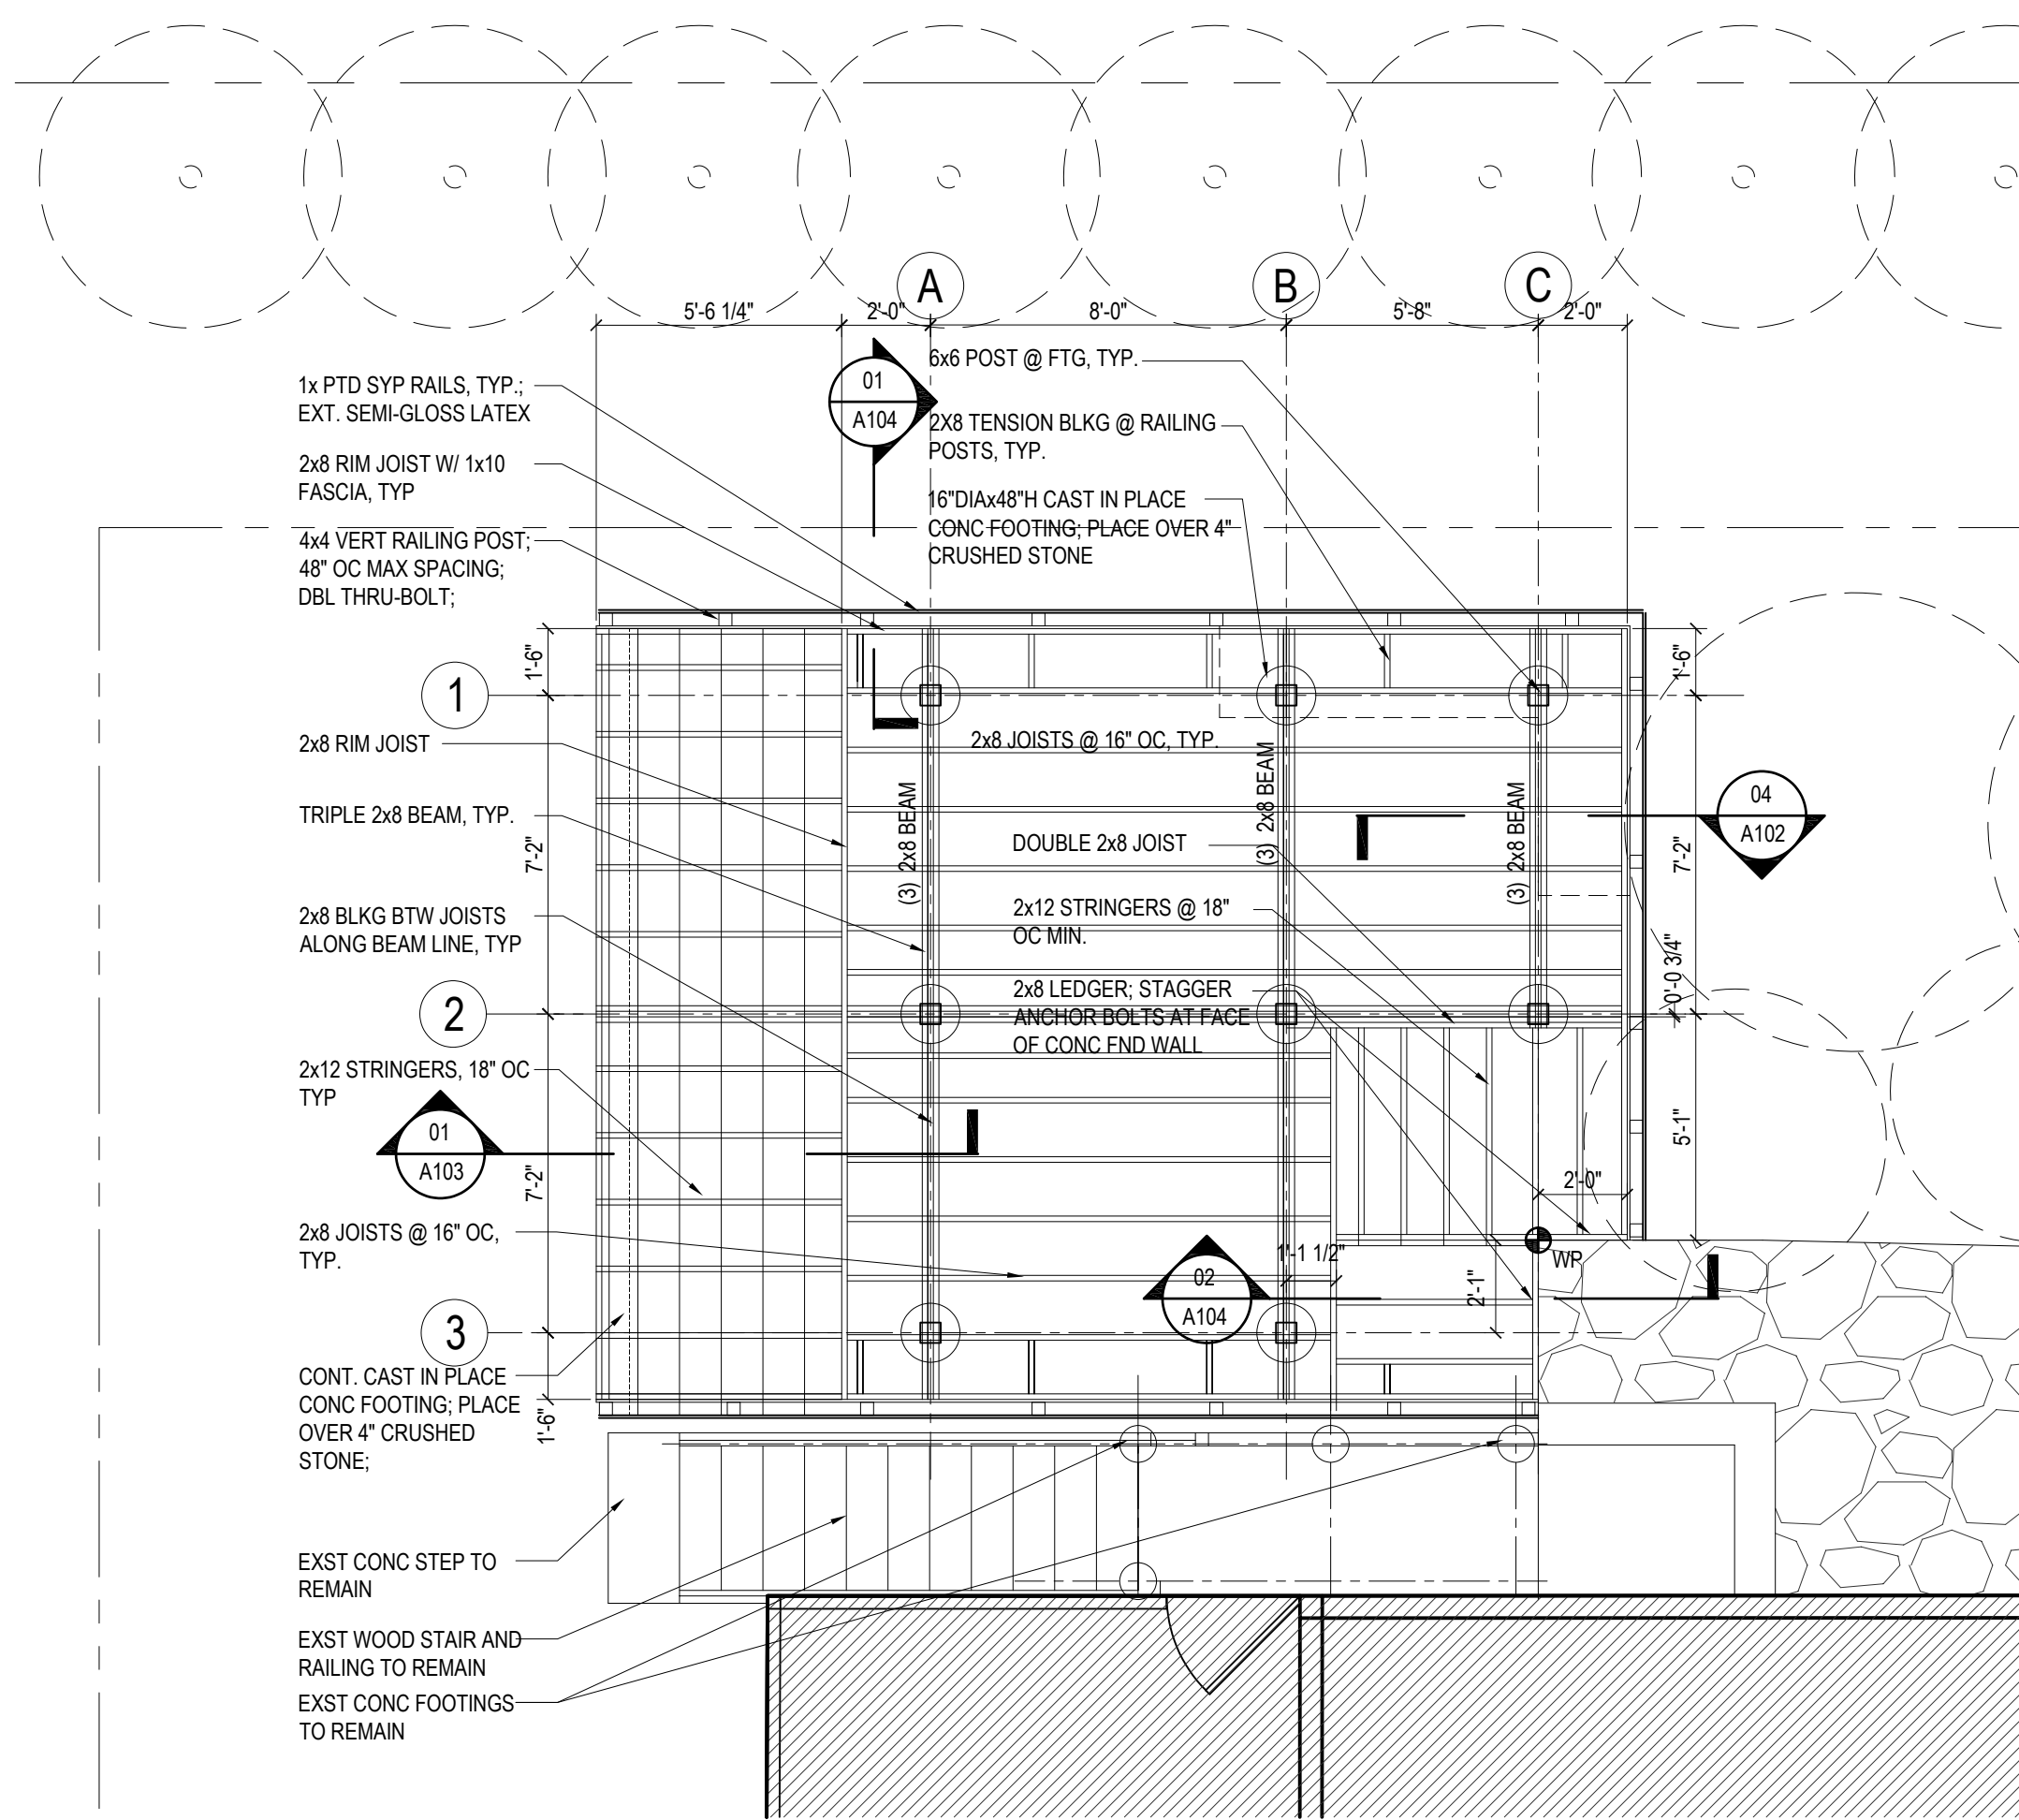 A
B
C
5'-6 1/4"
2'-0"
8'-0"
5'-8"
2'-0"
01
A104
6x6 POST @ FTG, TYP.
1x PTD SYP RAILS, TYP.;
EXT. SEMI-GLOSS LATEX
2X8 TENSION BLKG @ RAILING
POSTS, TYP.
2x8 RIM JOIST W/ 1x10
FASCIA, TYP
16"DIAx48"H CAST IN PLACE
CONC FOOTING; PLACE OVER 4"
CRUSHED STONE
4x4 VERT RAILING POST;
48" OC MAX SPACING;
DBL THRU-BOLT;
1'-6"
1'-6"
1
2x8 RIM JOIST
2x8 JOISTS @ 16" OC, TYP.
(3) 2x8 BEAM
(3) 2x8 BEAM
(3) 2x8 BEAM
04
A102
TRIPLE 2x8 BEAM, TYP.
7'-2"
7'-2"
DOUBLE 2x8 JOIST
2x8 BLKG BTW JOISTS
ALONG BEAM LINE, TYP
2x12 STRINGERS @ 18"
OC MIN.
0'-0 3/4"
2x8 LEDGER; STAGGER
ANCHOR BOLTS AT FACE
OF CONC FND WALL
2
2x12 STRINGERS, 18" OC
TYP
01
A103
7'-2"
5'-1"
2'-0"
2x8 JOISTS @ 16" OC,
TYP.
1'-1 1/2"
WP
02
A104
2'-1"
3
CONT. CAST IN PLACE
CONC FOOTING; PLACE
OVER 4" CRUSHED
STONE;
1'-6"
EXST CONC STEP TO
REMAIN
EXST WOOD STAIR AND
RAILING TO REMAIN
EXST CONC FOOTINGS
TO REMAIN